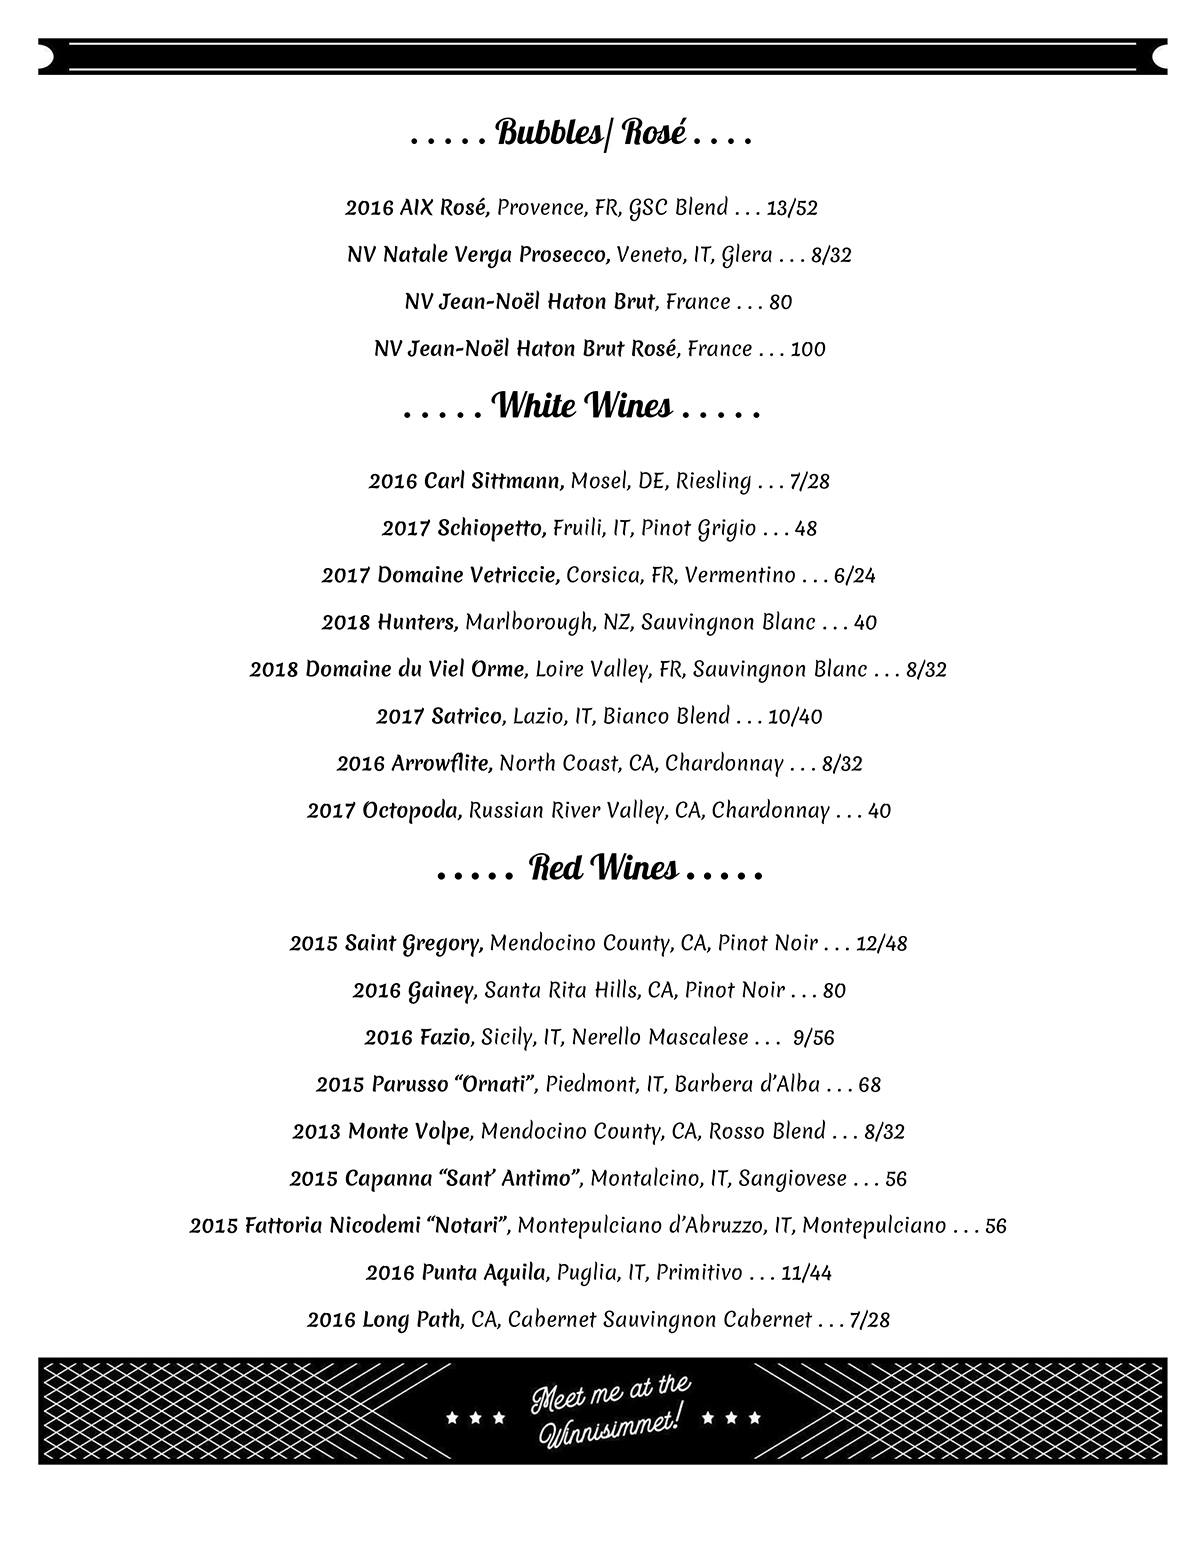 . . . . . Bubbles/ Rosé . . . .
2016 AIX Rosé, Provence, FR, GSC Blend . . . 13/52
NV Natale Verga Prosecco, Veneto, IT, Glera . . . 8/32
NV Jean-Noël Haton Brut, France . . . 80
NV Jean-Noël Haton Brut Rosé, France . . . 100
. . . . . White Wines . . . . .
2016 Carl Sittmann, Mosel, DE, Riesling . . . 7/28
2017 Schiopetto, Fruili, IT, Pinot Grigio . . . 48
2017 Domaine Vetriccie, Corsica, FR, Vermentino . . . 6/24
2018 Hunters, Marlborough, NZ, Sauvingnon Blanc . . . 40
2018 Domaine du Viel Orme, Loire Valley, FR, Sauvingnon Blanc . . . 8/32
2017 Satrico, Lazio, IT, Bianco Blend . . . 10/40
2016 Arrowflite, North Coast, CA, Chardonnay . . . 8/32
2017 Octopoda, Russian River Valley, CA, Chardonnay . . . 40
. . . . . Red Wines . . . . .
2015 Saint Gregory, Mendocino County, CA, Pinot Noir . . . 12/48
2016 Gainey, Santa Rita Hills, CA, Pinot Noir . . . 80
2016 Fazio, Sicily, IT, Nerello Mascalese . . . 9/56
2015 Parusso “Ornati”, Piedmont, IT, Barbera d’Alba . . . 68
2013 Monte Volpe, Mendocino County, CA, Rosso Blend . . . 8/32
2015 Capanna “Sant’ Antimo”, Montalcino, IT, Sangiovese . . . 56
2015 Fattoria Nicodemi “Notari”, Montepulciano d’Abruzzo, IT, Montepulciano . . . 56
2016 Punta Aquila, Puglia, IT, Primitivo . . . 11/44
2016 Long Path, CA, Cabernet Sauvingnon Cabernet . . . 7/28
Meet me at the
Winnisimmet!